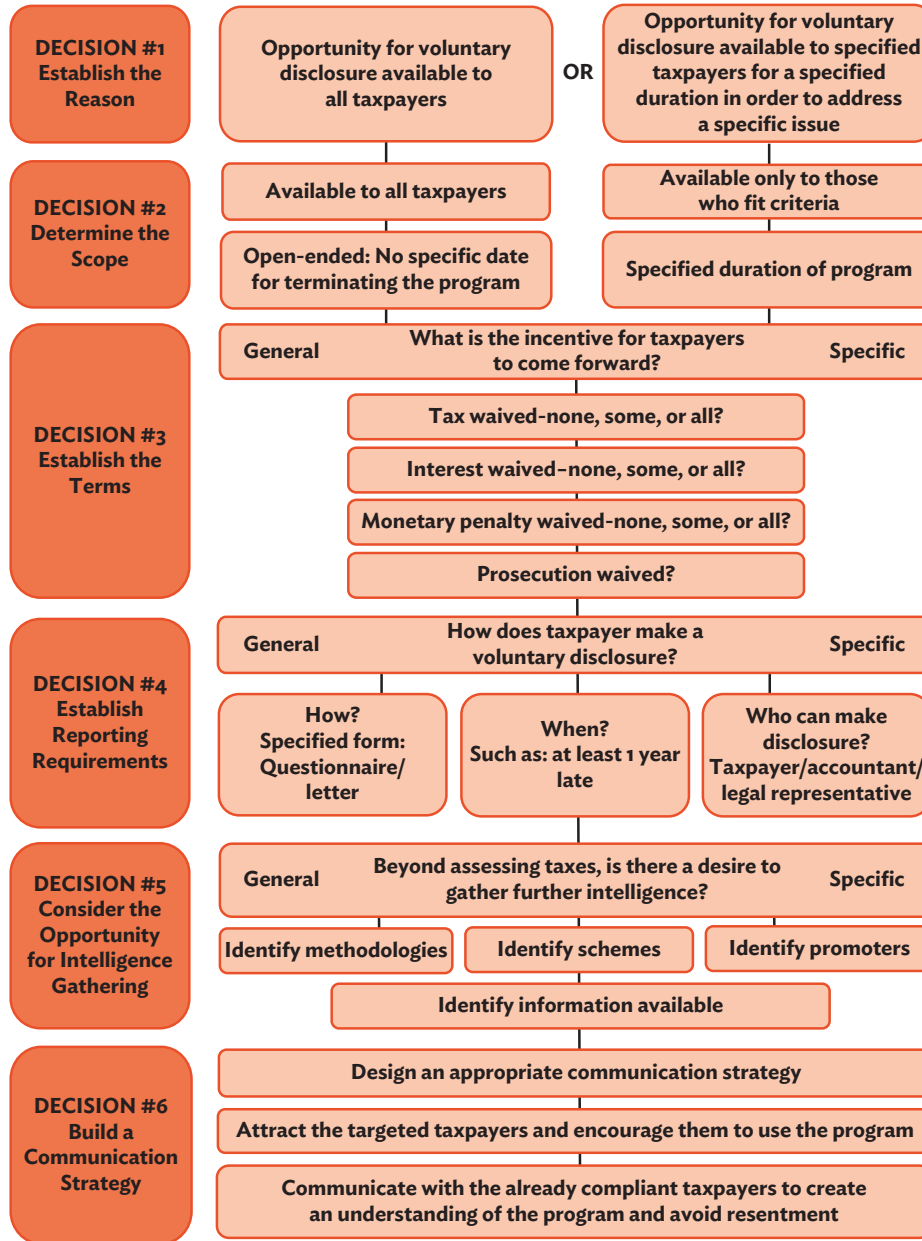 DECISION #1
Establish the
Reason
Opportunity for voluntary
disclosure available to
all taxpayers
OR
Opportunity for voluntary
disclosure available to specified
taxpayers for a specified
duration in order to address
a specific issue
DECISION #2
Determine the
Scope
Available to all taxpayers
Available only to those
who fit criteria
Open-ended: No specific date
for terminating the program
Specified duration of program
DECISION #3
Establish the
Terms
General
What is the incentive for taxpayers
to come forward?
Specific
Tax waived-none, some, or all?
Interest waived–none, some, or all?
Monetary penalty waived-none, some, or all?
Prosecution waived?
DECISION #4
Establish
Reporting
Requirements
General
How does taxpayer make a
voluntary disclosure?
Specific
How?
Specified form:
Questionnaire/
letter
When?
Such as: at least 1 year
late
Who can make
disclosure?
Taxpayer/accountant/
legal representative
DECISION #5
Consider the
Opportunity
for Intelligence
Gathering
General
Beyond assessing taxes, is there a desire to
gather further intelligence?
Specific
Identify methodologies
Identify schemes
Identify promoters
Identify information available
DECISION #6
Build a
Communication
Strategy
Design an appropriate communication strategy
Attract the targeted taxpayers and encourage them to use the program
Communicate with the already compliant taxpayers to create
an understanding of the program and avoid resentment